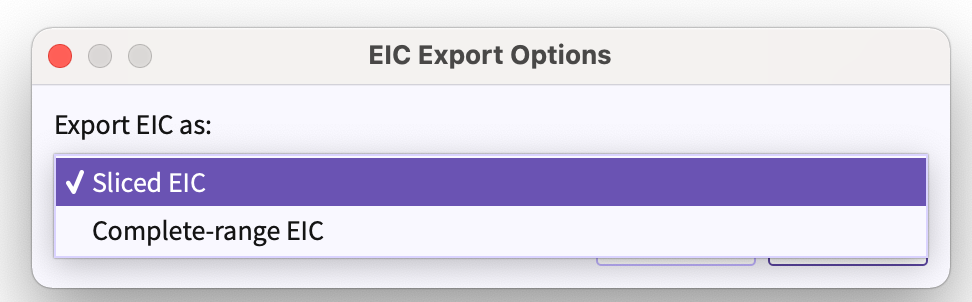 EIC Export Options
Export EIC as:
✓ Sliced EIC
Complete-range EIC